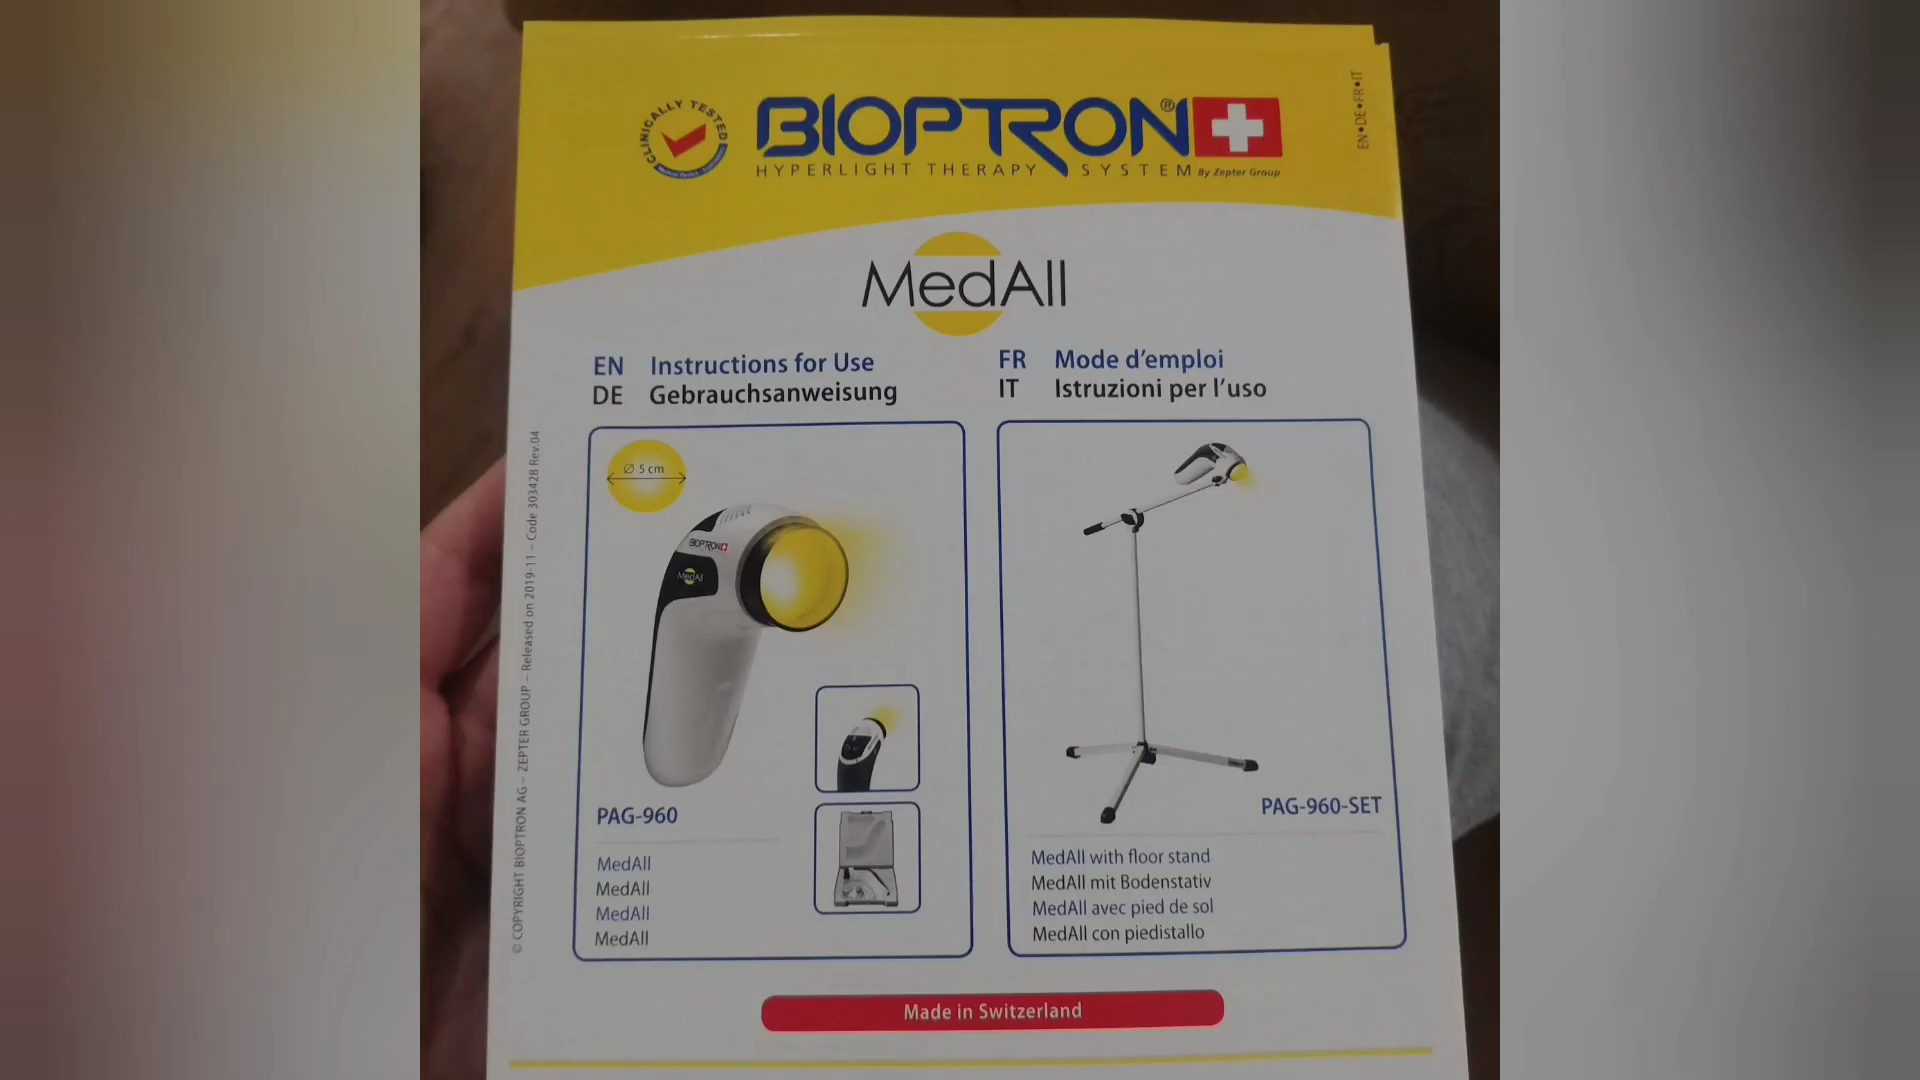 CLINICALLY TESTED
BIOPTRON®
HYPERLIGHT THERAPY SYSTEM By Zepter Group
EN•DE•FR•IT
MedAll
EN Instructions for Use
DE Gebrauchsanweisung
FR Mode d'emploi
IT Istruzioni per l'uso
© COPYRIGHT BIOPTRON AG – ZEPTER GROUP – Released on 2019-11 – Code 303428 Rev.04
Ø 5 cm
BIOPTRON
MedAll
PAG-960
MedAll
MedAll
MedAll
MedAll
PAG-960-SET
MedAll with floor stand
MedAll mit Bodenstativ
MedAll avec pied de sol
MedAll con piedistallo
Made in Switzerland